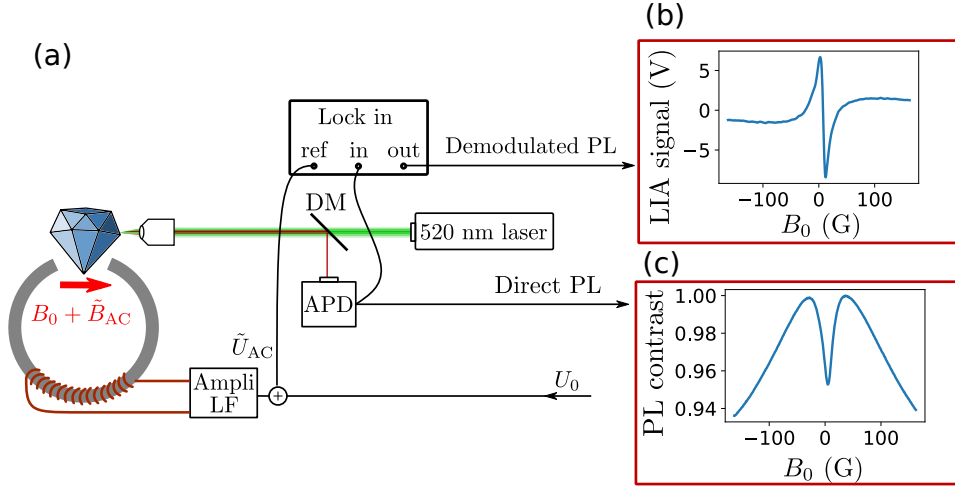 (a)
Lock in
ref in out
Demodulated PL
DM
520 nm laser
APD
Direct PL
B₀ + B̃_AC
Ũ_AC
Ampli
LF
+
U₀
(b)
LIA signal (V)
5
0
−5
−100 0 100
B₀ (G)
(c)
PL contrast
1.00
0.98
0.96
0.94
−100 0 100
B₀ (G)